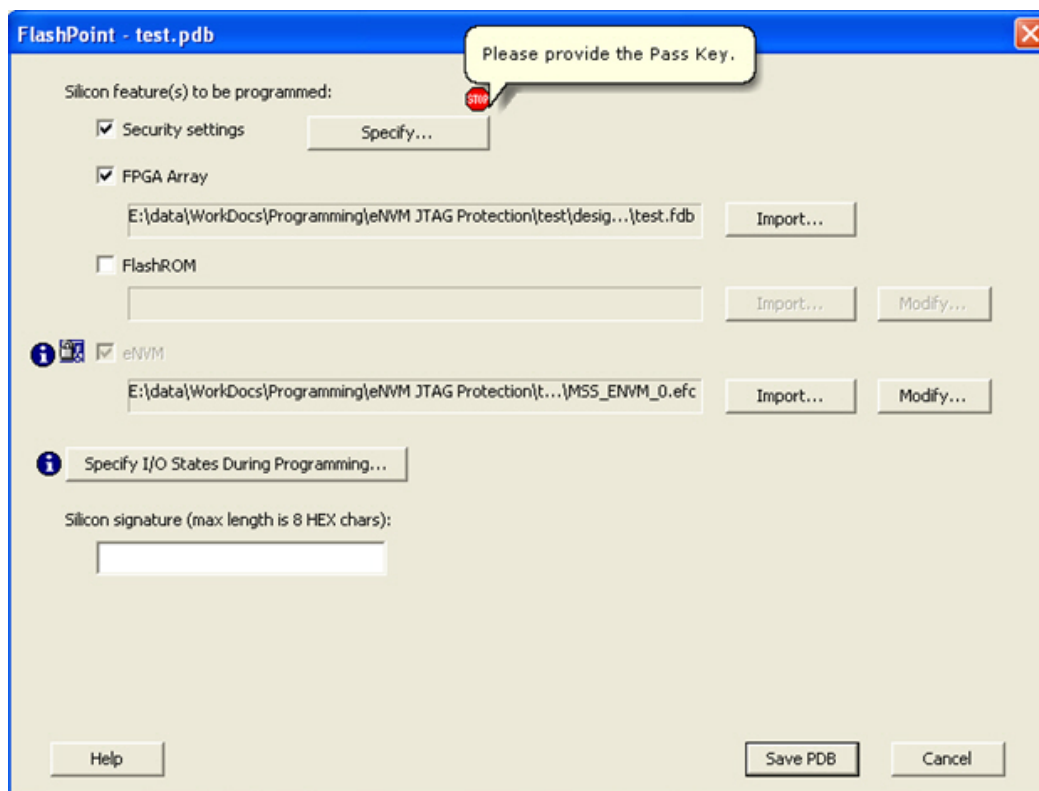 FlashPoint - test.pdb
Please provide the Pass Key.
Silicon feature(s) to be programmed:
STOP
Security settings
Specify...
FPGA Array
E:\data\WorkDocs\Programming\eNVM JTAG Protection\test\desig...\test.fdb
Import...
FlashROM
Import...
Modify...
eNVM
E:\data\WorkDocs\Programming\eNVM JTAG Protection\t...\MSS_ENVM_0.efc
Import...
Modify...
Specify I/O States During Programming...
Silicon signature (max length is 8 HEX chars):
Help
Save PDB
Cancel